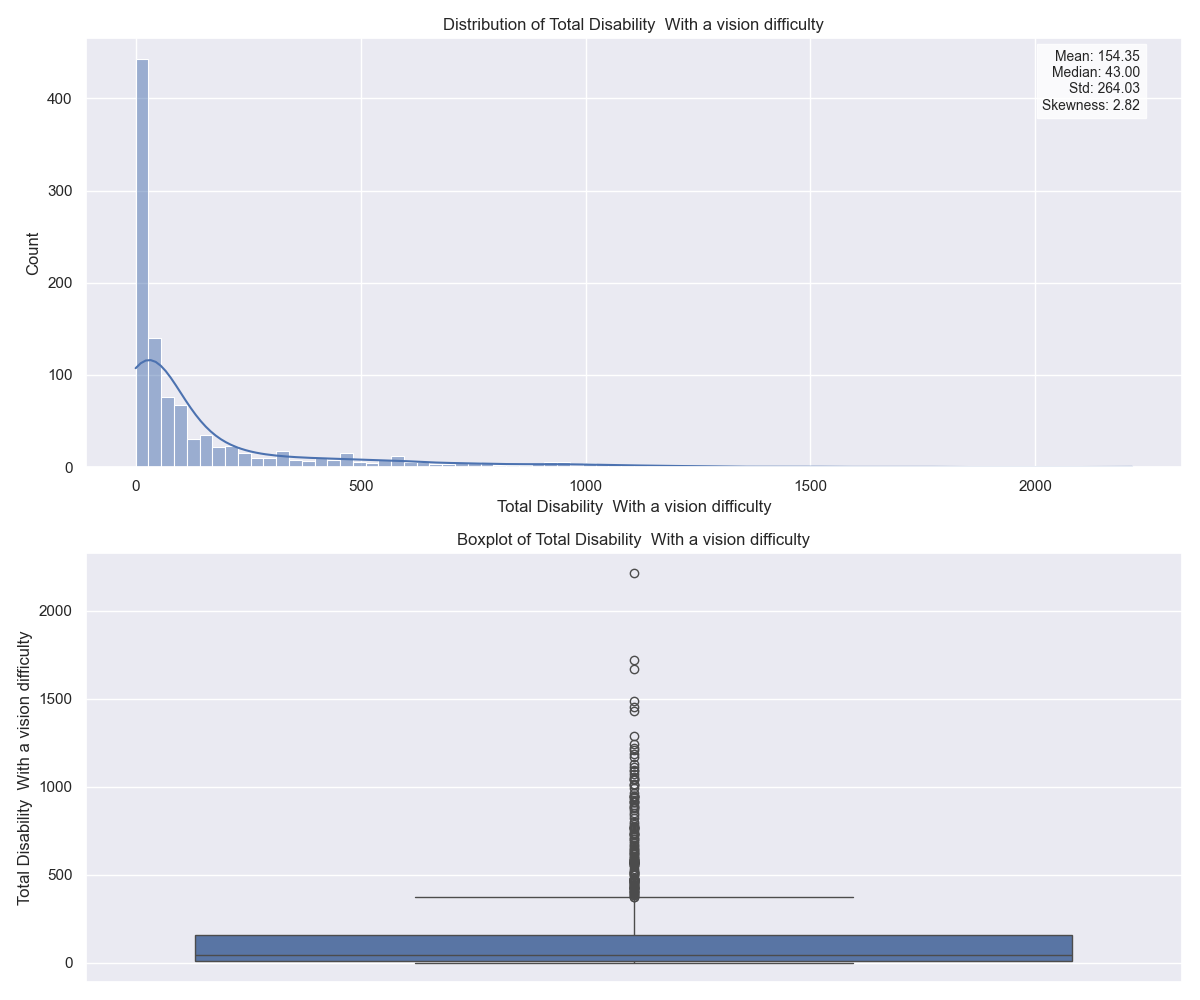 Distribution of Total Disability  With a vision difficulty
Mean: 154.35
Median: 43.00
Std: 264.03
Skewness: 2.82
Count
400
300
200
100
0
0 500 1000 1500 2000
Total Disability  With a vision difficulty
Boxplot of Total Disability  With a vision difficulty
Total Disability  With a vision difficulty
2000
1500
1000
500
0